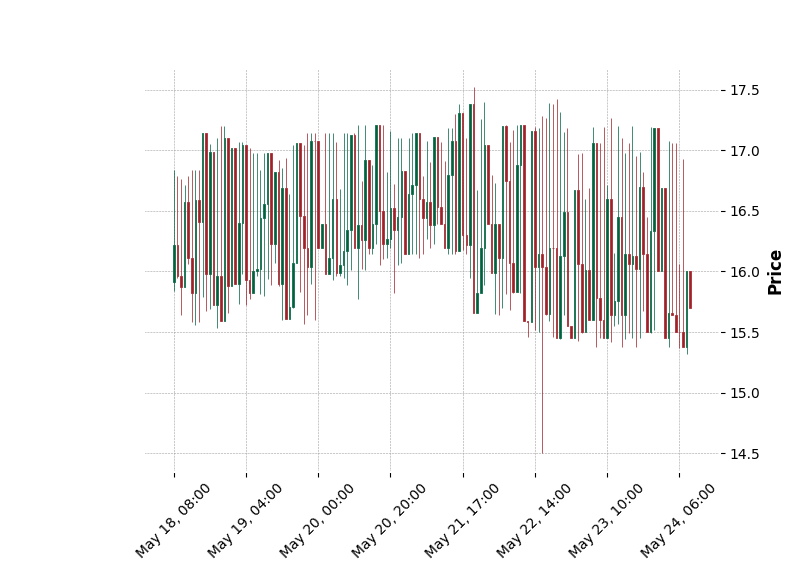 17.5
17.0
16.5
16.0
15.5
15.0
14.5
Price
May 18, 08:00
May 19, 04:00
May 20, 00:00
May 20, 20:00
May 21, 17:00
May 22, 14:00
May 23, 10:00
May 24, 06:00